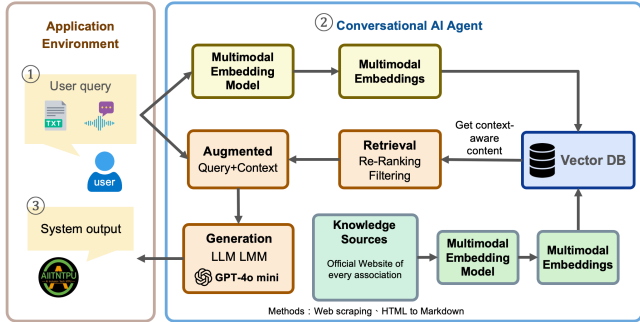 Application
Environment
① User query
TXT
user
③ System output
AIITNTPU
② Conversational AI Agent
Multimodal
Embedding
Model
Multimodal
Embeddings
Augmented
Query+Context
Retrieval
Re-Ranking
Filtering
Get context-
aware
content
Vector DB
Generation
LLM LMM
GPT-4o mini
Knowledge
Sources
Official Website of
every association
Multimodal
Embedding
Model
Multimodal
Embeddings
Methods：Web scraping、HTML to Markdown